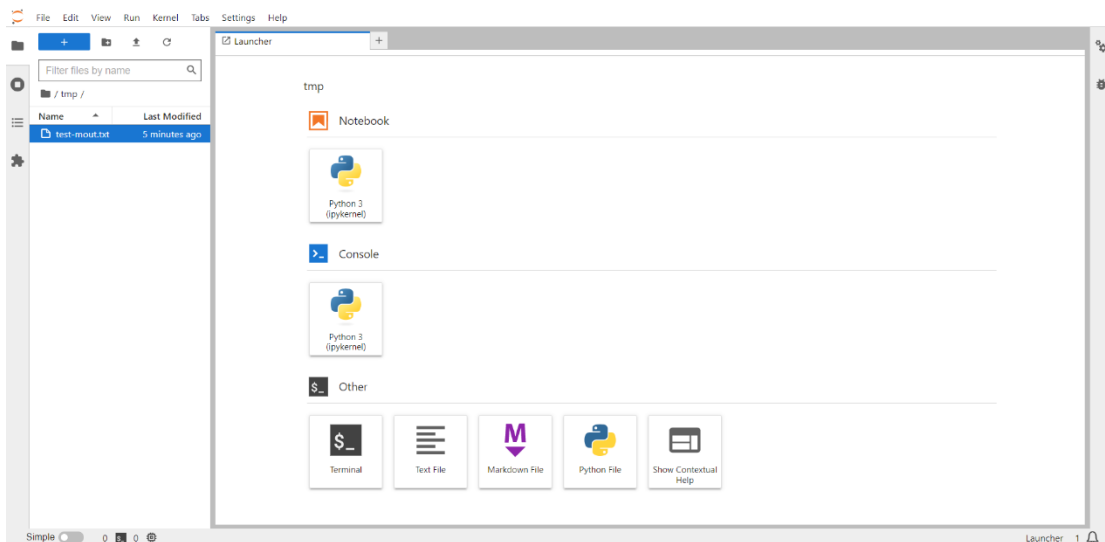 File Edit View Run Kernel Tabs Settings Help
+
Filter files by name
/ tmp /
Name Last Modified
test-mout.txt 5 minutes ago
Launcher +
tmp
Notebook
Python 3
(ipykernel)
>_ Console
Python 3
(ipykernel)
$_ Other
$_
Terminal
Text File
M
Markdown File
Python File
Show Contextual
Help
Simple 0 $_ 0
Launcher 1